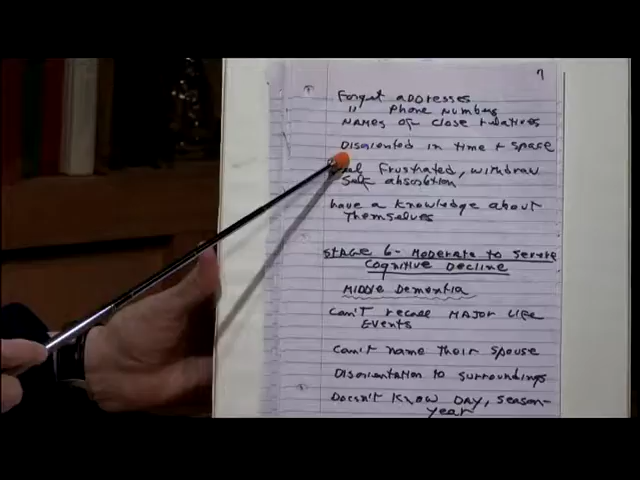 7
Forget addresses
" Phone Numbers
NAMES OF Close relatives
Disoriented in time + space
Frustrated, withdraw
Self absorbtion
have a knowledge about
Themselves
STAGE 6- Moderate to Severe
Cognitive Decline
Middle Dementia
Can't recall MAJOR LIFE
Events
Can't name their spouse
Disorientation to surroundings
Doesn't Know DAY, SEASON-
year